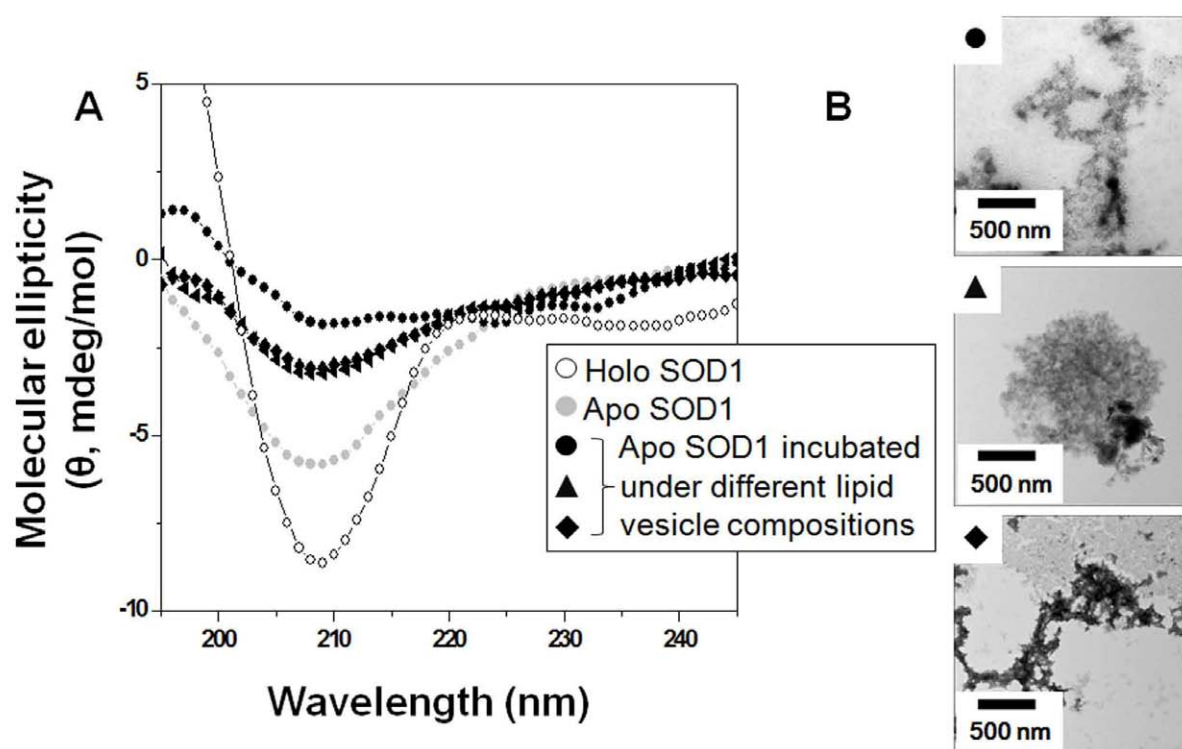 A
B
Molecular ellipticity
(θ, mdeg/mol)
5
0
-5
-10
200
210
220
230
240
Wavelength (nm)
Holo SOD1
Apo SOD1
Apo SOD1 incubated
under different lipid
vesicle compositions
500 nm
500 nm
500 nm